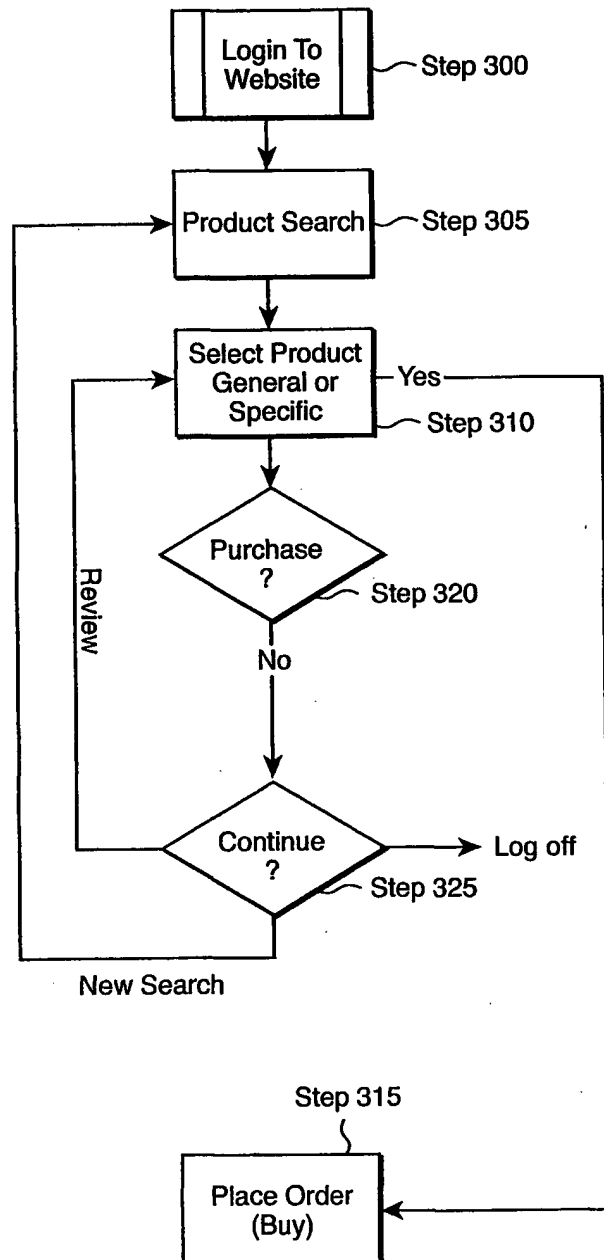 Login To
Website
Step 300
Product Search
Step 305
Select Product
General or
Specific
Yes
Step 310
Purchase
?
Step 320
Review
No
Continue
?
Log off
Step 325
New Search
Step 315
Place Order
(Buy)